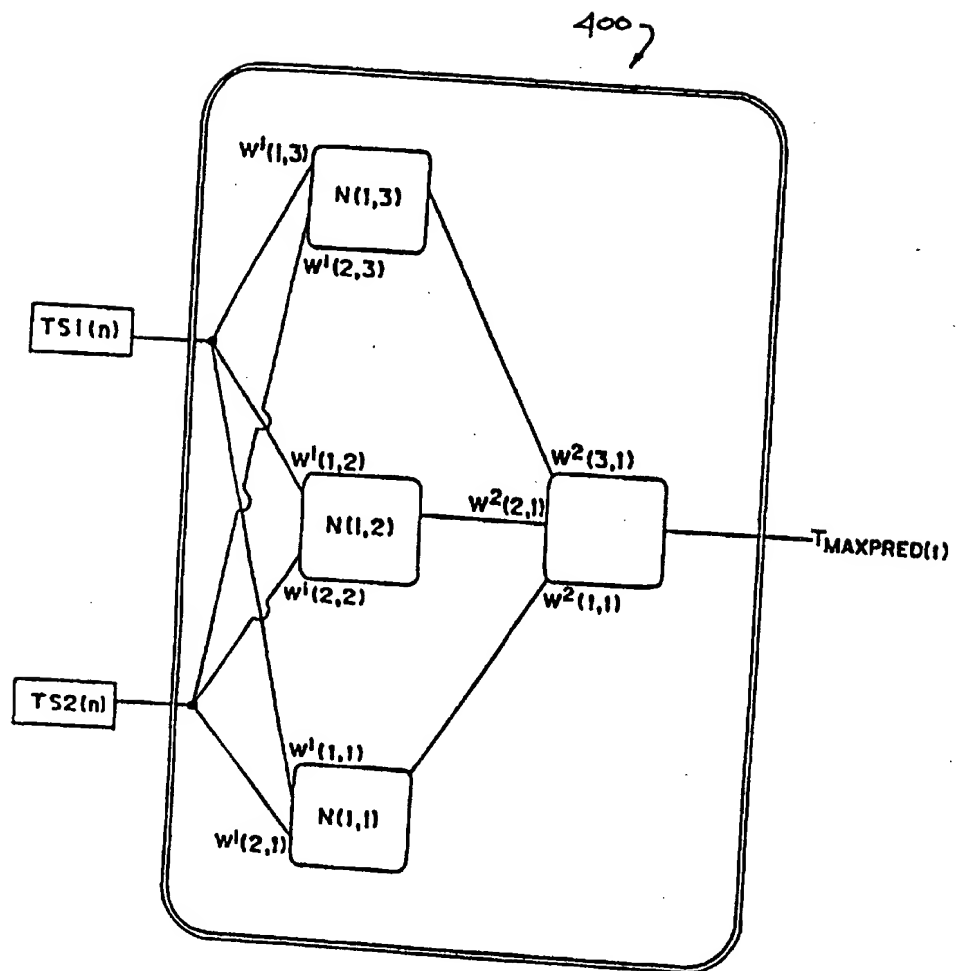 400
W¹(1,3)
N(1,3)
W¹(2,3)
TS1(n)
W¹(1,2)
N(1,2)
W¹(2,2)
W²(3,1)
W²(2,1)
W²(1,1)
TMAXPRED(t)
TS2(n)
W¹(1,1)
N(1,1)
W¹(2,1)